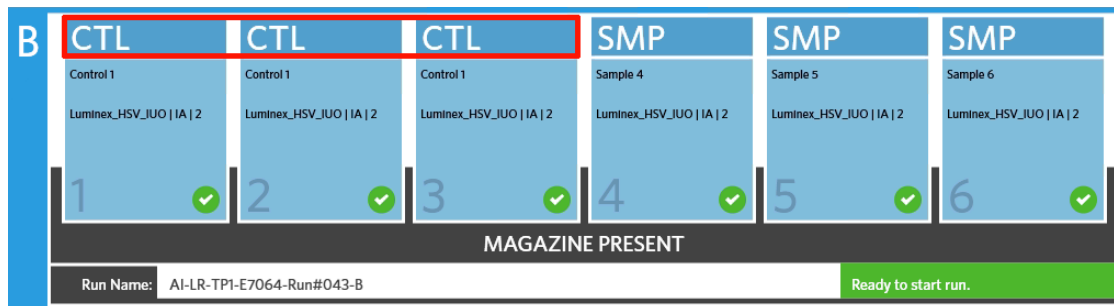 B
CTL CTL CTL SMP SMP SMP
Control 1 Control 1 Control 1 Sample 4 Sample 5 Sample 6
Luminex_HSV_IUO | IA | 2 Luminex_HSV_IUO | IA | 2 Luminex_HSV_IUO | IA | 2 Luminex_HSV_IUO | IA | 2 Luminex_HSV_IUO | IA | 2 Luminex_HSV_IUO | IA | 2
1 2 3 4 5 6
MAGAZINE PRESENT
Run Name: AI-LR-TP1-E7064-Run#043-B Ready to start run.